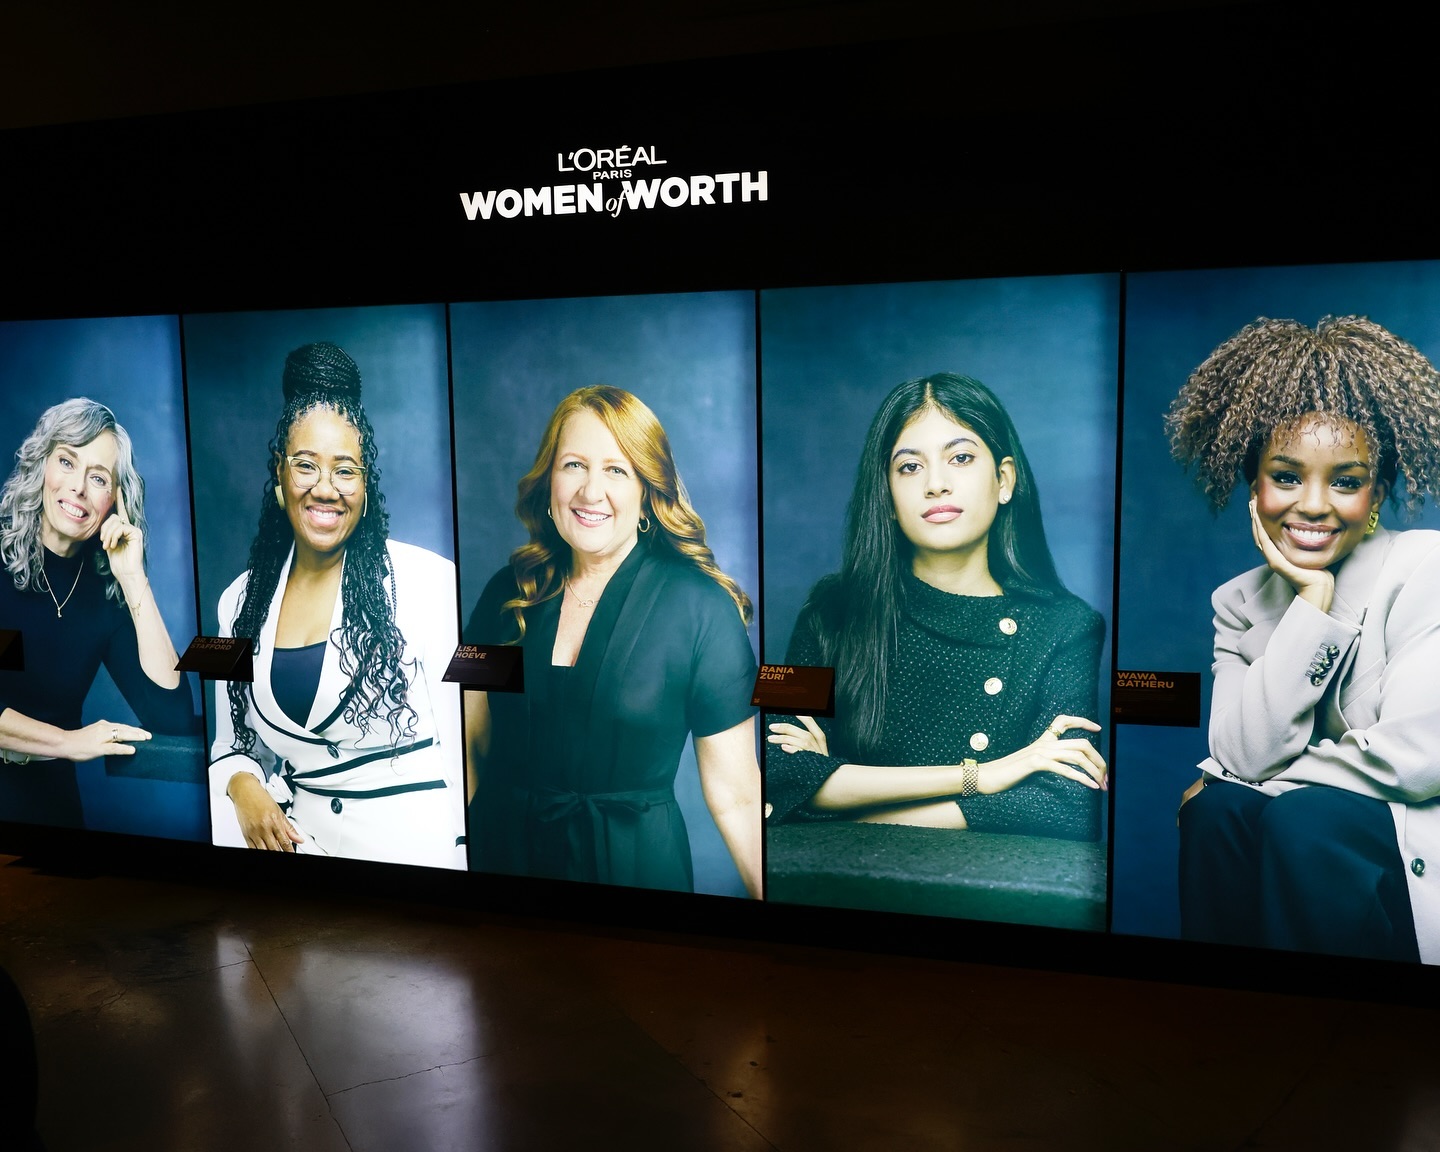 L'ORÉAL
PARIS
WOMEN of WORTH
DR. TONYA
STAFFORD
LISA
HOEVE
RANIA
ZURI
WAWA
GATHERU